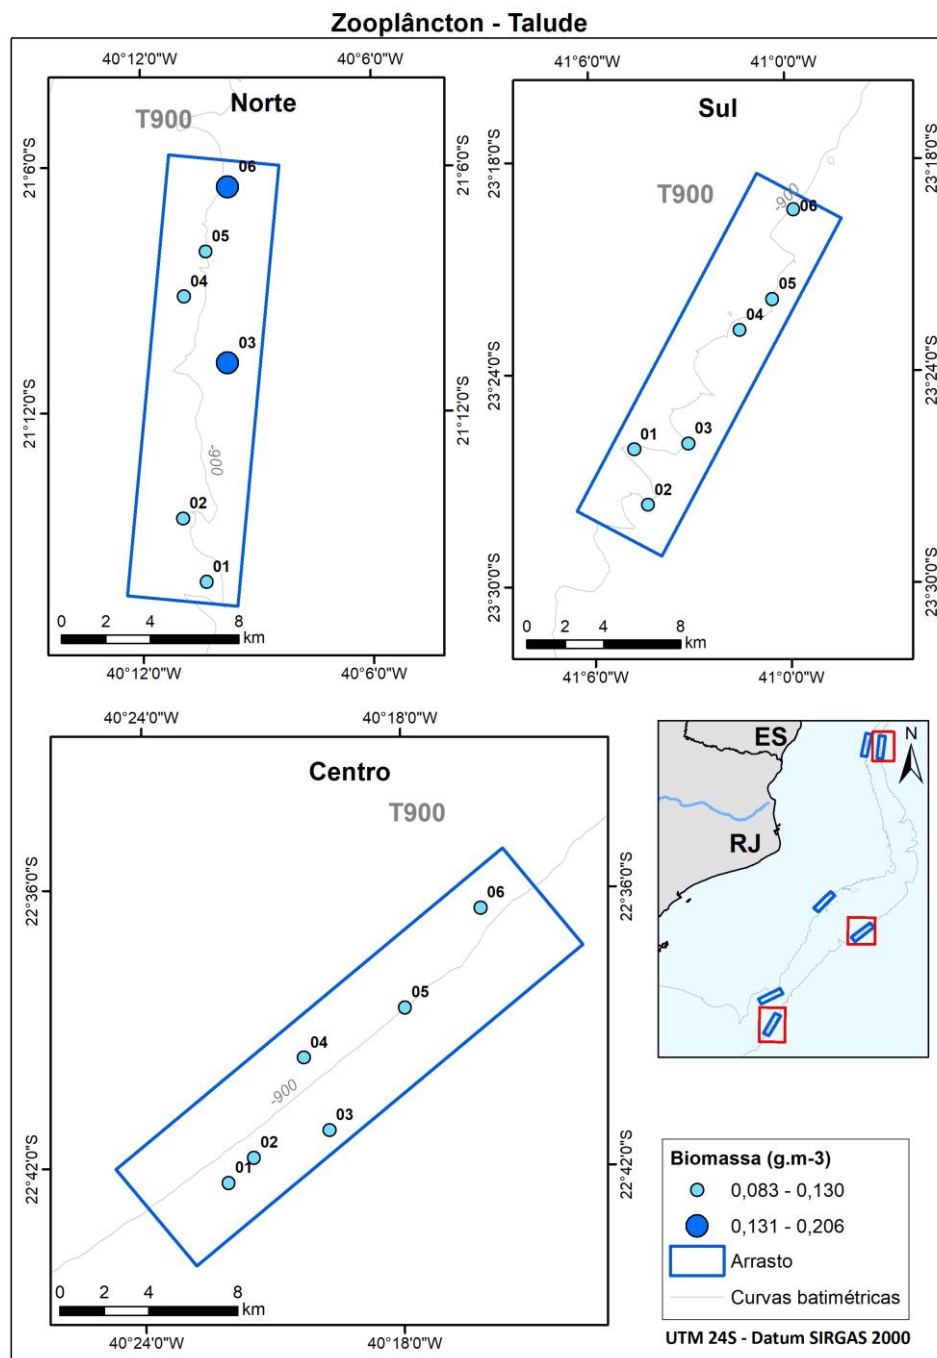 Zooplâncton - Talude
40°12'0"W
40°6'0"W
Norte
T900
21°6'0"S
21°6'0"S
06
05
04
03
21°12'0"S
21°12'0"S
-900
02
01
0 2 4 8
km
40°12'0"W
40°6'0"W
41°6'0"W
41°0'0"W
Sul
T900
23°18'0"S
23°18'0"S
-900
06
05
04
23°24'0"S
23°24'0"S
01
03
02
23°30'0"S
23°30'0"S
0 2 4 8
km
41°6'0"W
41°0'0"W
40°24'0"W
40°18'0"W
Centro
T900
22°36'0"S
22°36'0"S
06
05
04
-900
03
02
01
22°42'0"S
22°42'0"S
0 2 4 8
km
40°24'0"W
40°18'0"W
ES
N
RJ
Biomassa (g.m-3)
0,083 - 0,130
0,131 - 0,206
Arrasto
Curvas batimétricas
UTM 24S - Datum SIRGAS 2000